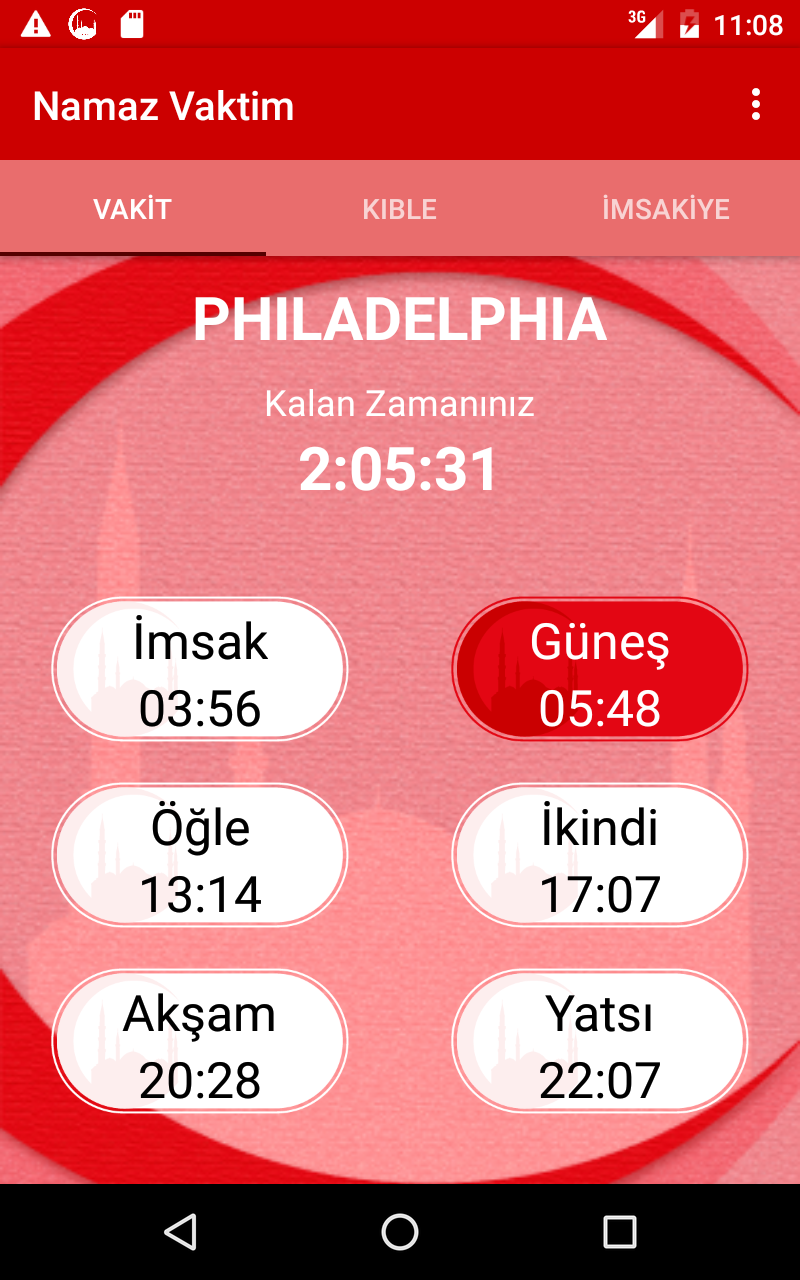 3G 11:08
Namaz Vaktim
VAKİT KIBLE İMSAKİYE
PHILADELPHIA
Kalan Zamanınız
2:05:31
İmsak
03:56
Güneş
05:48
Öğle
13:14
İkindi
17:07
Akşam
20:28
Yatsı
22:07